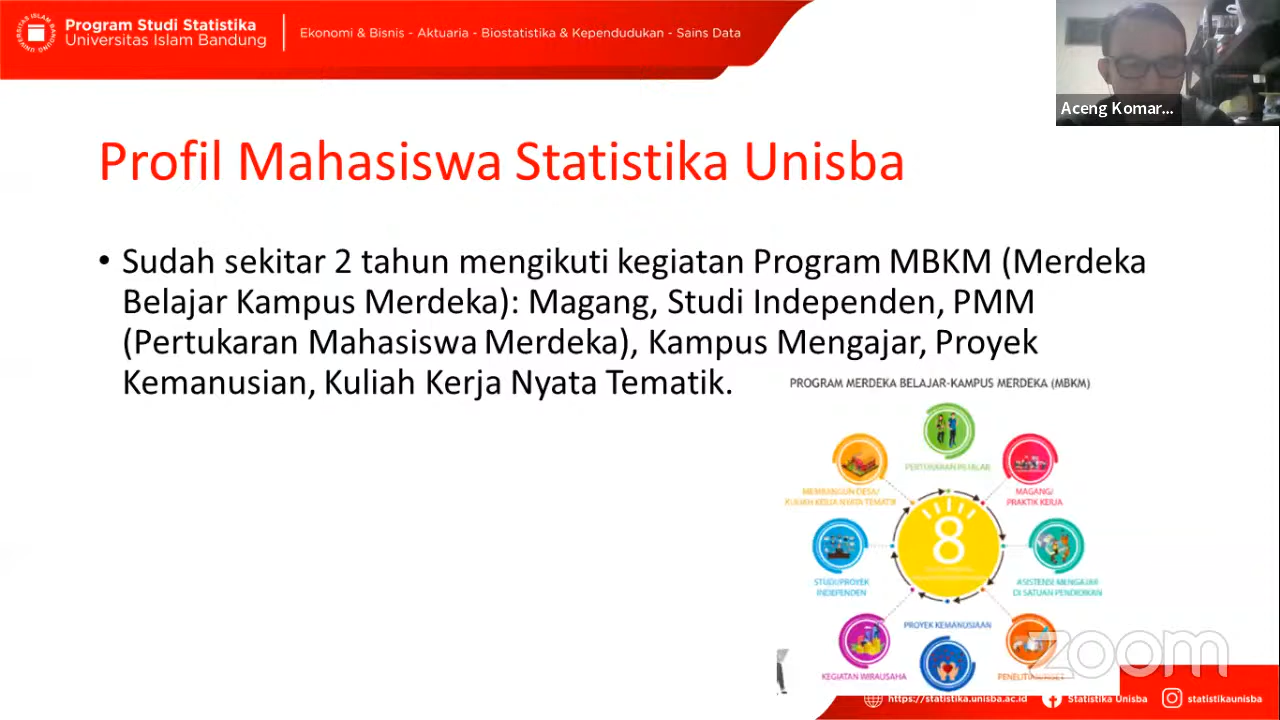 Program Studi Statistika
Universitas Islam Bandung
Ekonomi & Bisnis - Aktuaria - Biostatistika & Kependudukan - Sains Data
Aceng Komar...
Profil Mahasiswa Statistika Unisba
• Sudah sekitar 2 tahun mengikuti kegiatan Program MBKM (Merdeka
Belajar Kampus Merdeka): Magang, Studi Independen, PMM
(Pertukaran Mahasiswa Merdeka), Kampus Mengajar, Proyek
Kemanusian, Kuliah Kerja Nyata Tematik.
PROGRAM MERDEKA BELAJAR-KAMPUS MERDEKA (MBKM)
PERTUKARAN PELAJAR
MEMBANGUN DESA/
KULIAH KERJA NYATA TEMATIK
MAGANG/
PRAKTIK KERJA
8
STUDI/PROYEK
INDEPENDEN
ASISTENSI MENGAJAR
DI SATUAN PENDIDIKAN
PROYEK KEMANUSIAAN
KEGIATAN WIRAUSAHA
zoom
https://statistika.unisba.ac.id
Statistika Unisba
statistikaunisba